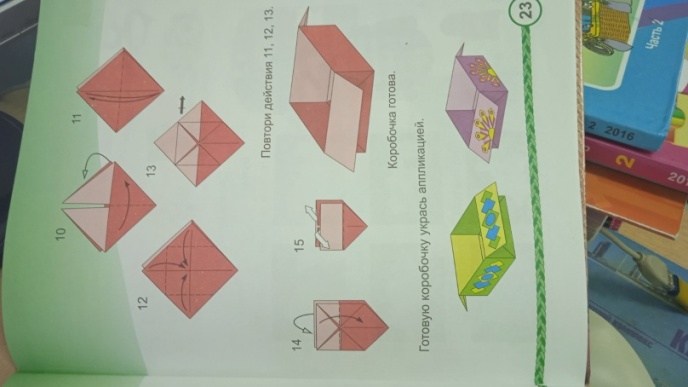 10
11
12
13
Повтори действия 11, 12, 13.
14
15
Коробочка готова.
Готовую коробочку укрась аппликацией.
23
Часть 2
2 2016
2